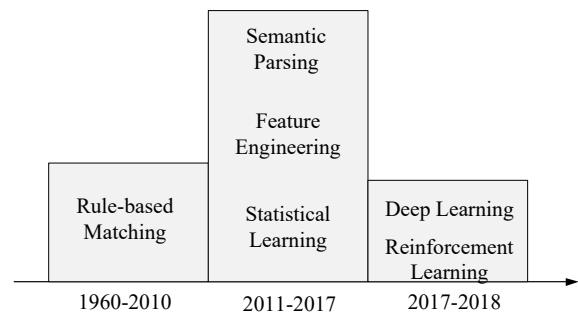 Semantic
Parsing
Feature
Engineering
Statistical
Learning
Rule-based
Matching
Deep Learning
Reinforcement
Learning
1960-2010
2011-2017
2017-2018